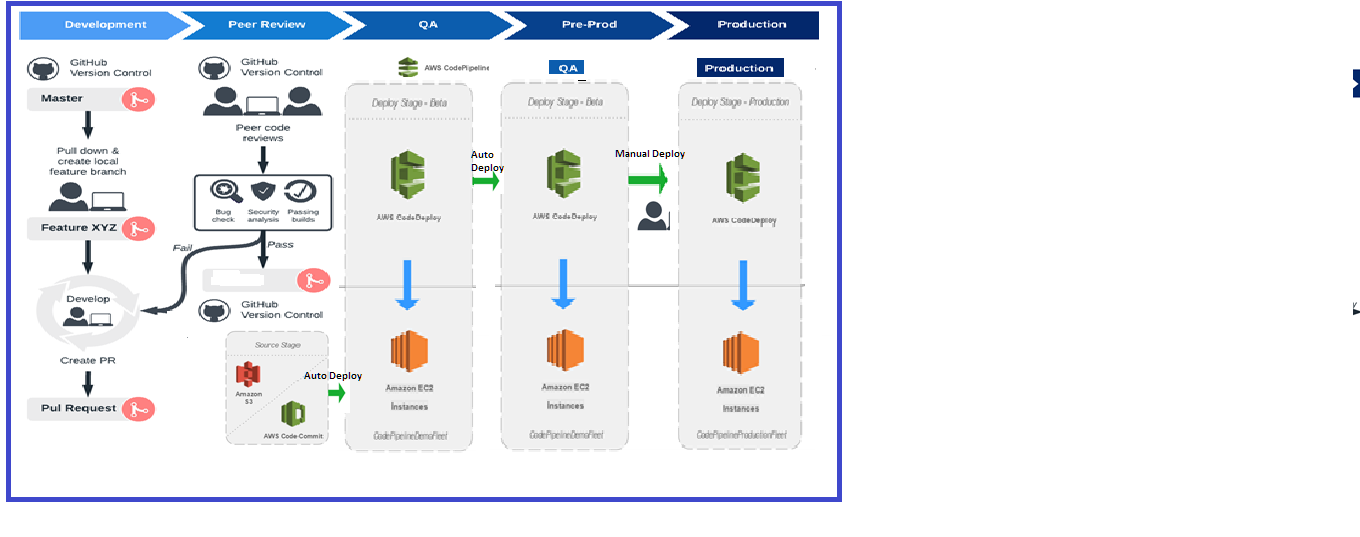 Development
Peer Review
QA
Pre-Prod
Production
GitHub
Version Control
Master
Pull down &
create local
feature branch
Feature XYZ
Develop
Create PR
Pul Request
GitHub
Version Control
Peer code
reviews
Bug
check
Security
analysis
Passing
builds
Fail
Pass
GitHub
Version Control
Source Stage
Amazon
S3
AWS Code Commit
Auto Deploy
AWS CodePipeline
Deploy Stage - Beta
AWS CodeDeploy
Amazon EC2
Instances
CodePipelineDemoFleet
Auto
Deploy
QA
Deploy Stage - Beta
AWS CodeDeploy
Amazon EC2
Instances
CodePipelineDemoFleet
Manual Deploy
Production
Deploy Stage - Production
AWS CodeDeploy
Amazon EC2
Instances
CodePipelineProductionFleet